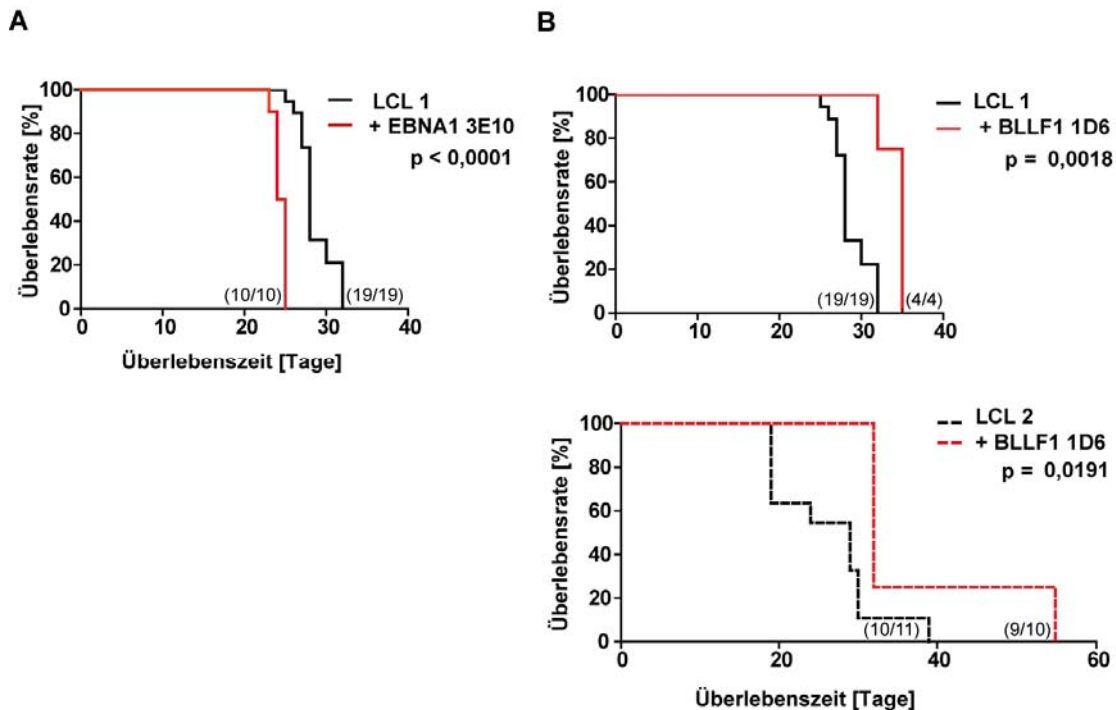 A
Überlebensrate [%]
100
80
60
40
20
0
LCL 1
+ EBNA1 3E10
p < 0,0001
(10/10)
(19/19)
0 10 20 30 40
Überlebenszeit [Tage]
B
Überlebensrate [%]
100
80
60
40
20
0
LCL 1
+ BLLF1 1D6
p = 0,0018
(19/19)
(4/4)
0 10 20 30 40
Überlebensrate [%]
100
80
60
40
20
0
LCL 2
+ BLLF1 1D6
p = 0,0191
(10/11)
(9/10)
0 20 40 60
Überlebenszeit [Tage]